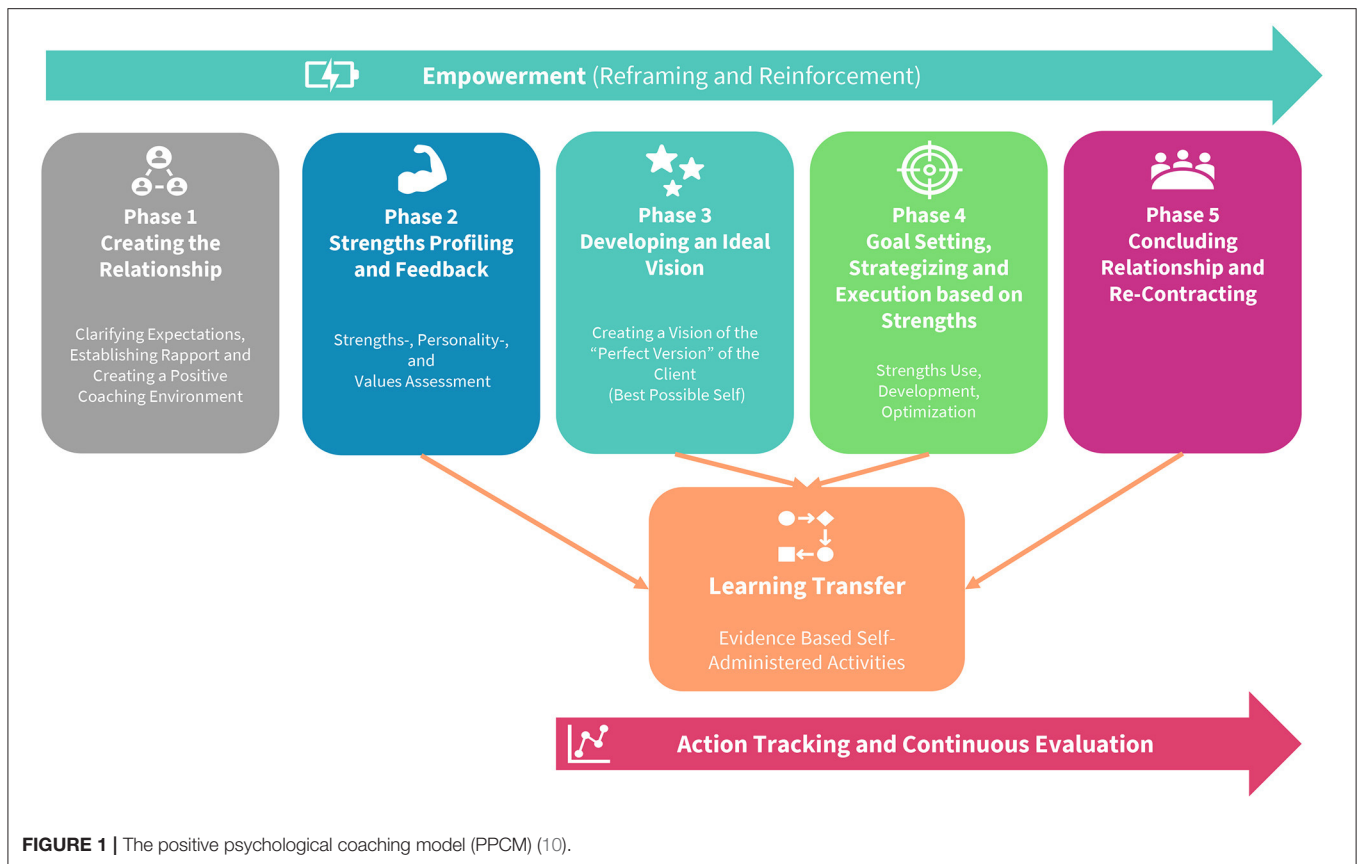 Empowerment (Reframing and Reinforcement)
Phase 1
Creating the
Relationship
Clarifying Expectations,
Establishing Rapport and
Creating a Positive
Coaching Environment
Phase 2
Strengths Profiling
and Feedback
Strengths-, Personality-,
and
Values Assessment
Phase 3
Developing an Ideal
Vision
Creating a Vision of the
“Perfect Version” of the
Client
(Best Possible Self)
Phase 4
Goal Setting,
Strategizing and
Execution based on
Strengths
Strengths Use,
Development,
Optimization
Phase 5
Concluding
Relationship and
Re-Contracting
Learning Transfer
Evidence Based Self-
Administered Activities
Action Tracking and Continuous Evaluation
FIGURE 1 | The positive psychological coaching model (PPCM) (10).